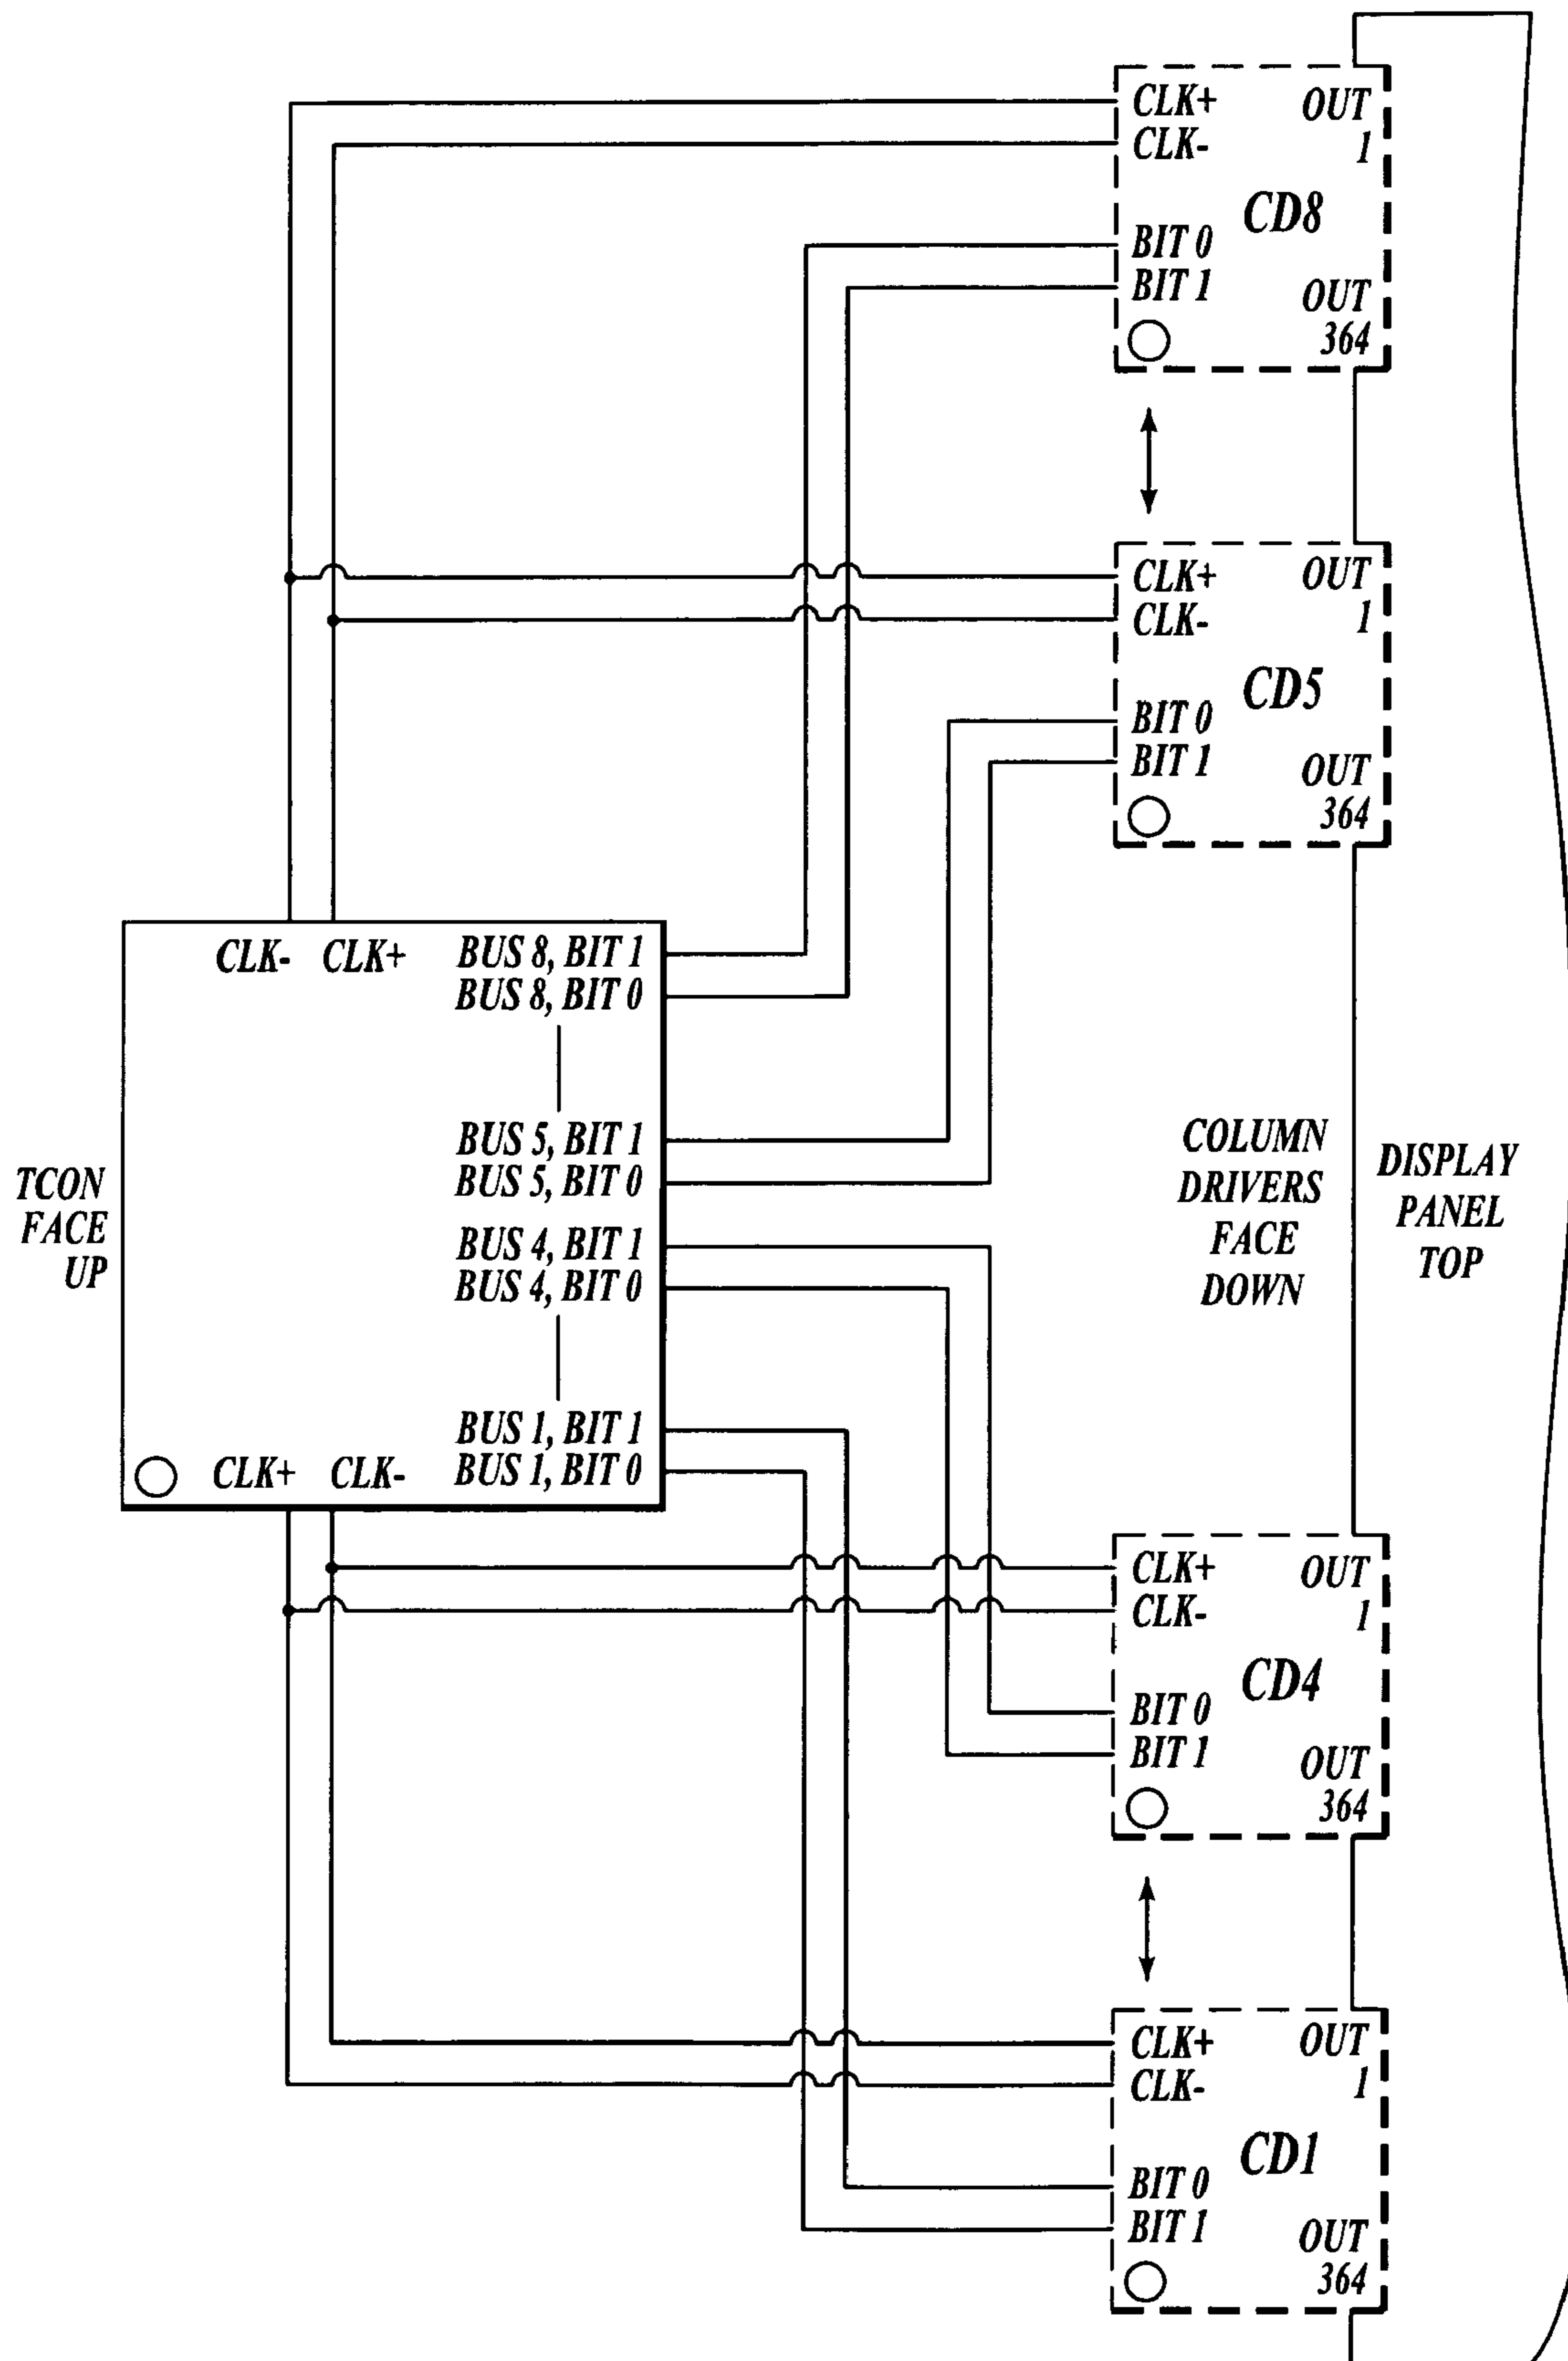 CLK+ OUT
CLK- 1
CD8
BIT 0
BIT 1 OUT
364
CLK+ OUT
CLK- 1
CD5
BIT 0
BIT 1 OUT
364
CLK- CLK+ BUS 8, BIT 1
BUS 8, BIT 0
BUS 5, BIT 1
BUS 5, BIT 0
BUS 4, BIT 1
BUS 4, BIT 0
BUS 1, BIT 1
CLK+ CLK- BUS 1, BIT 0
TCON
FACE
UP
COLUMN
DRIVERS
FACE
DOWN
DISPLAY
PANEL
TOP
CLK+ OUT
CLK- 1
CD4
BIT 0
BIT 1 OUT
364
CLK+ OUT
CLK- 1
CD1
BIT 0
BIT 1 OUT
364